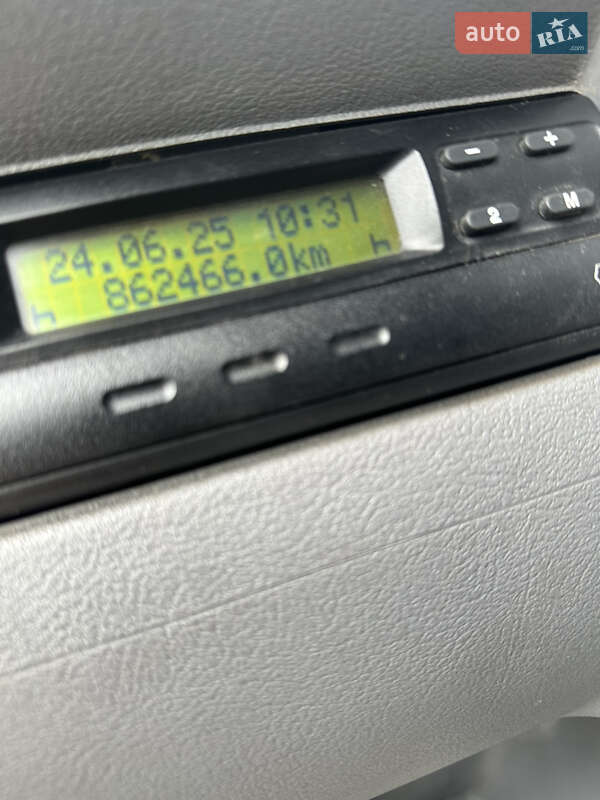 auto RIA
.com
24.06.25 10:31
862466.0km
- +
2 M